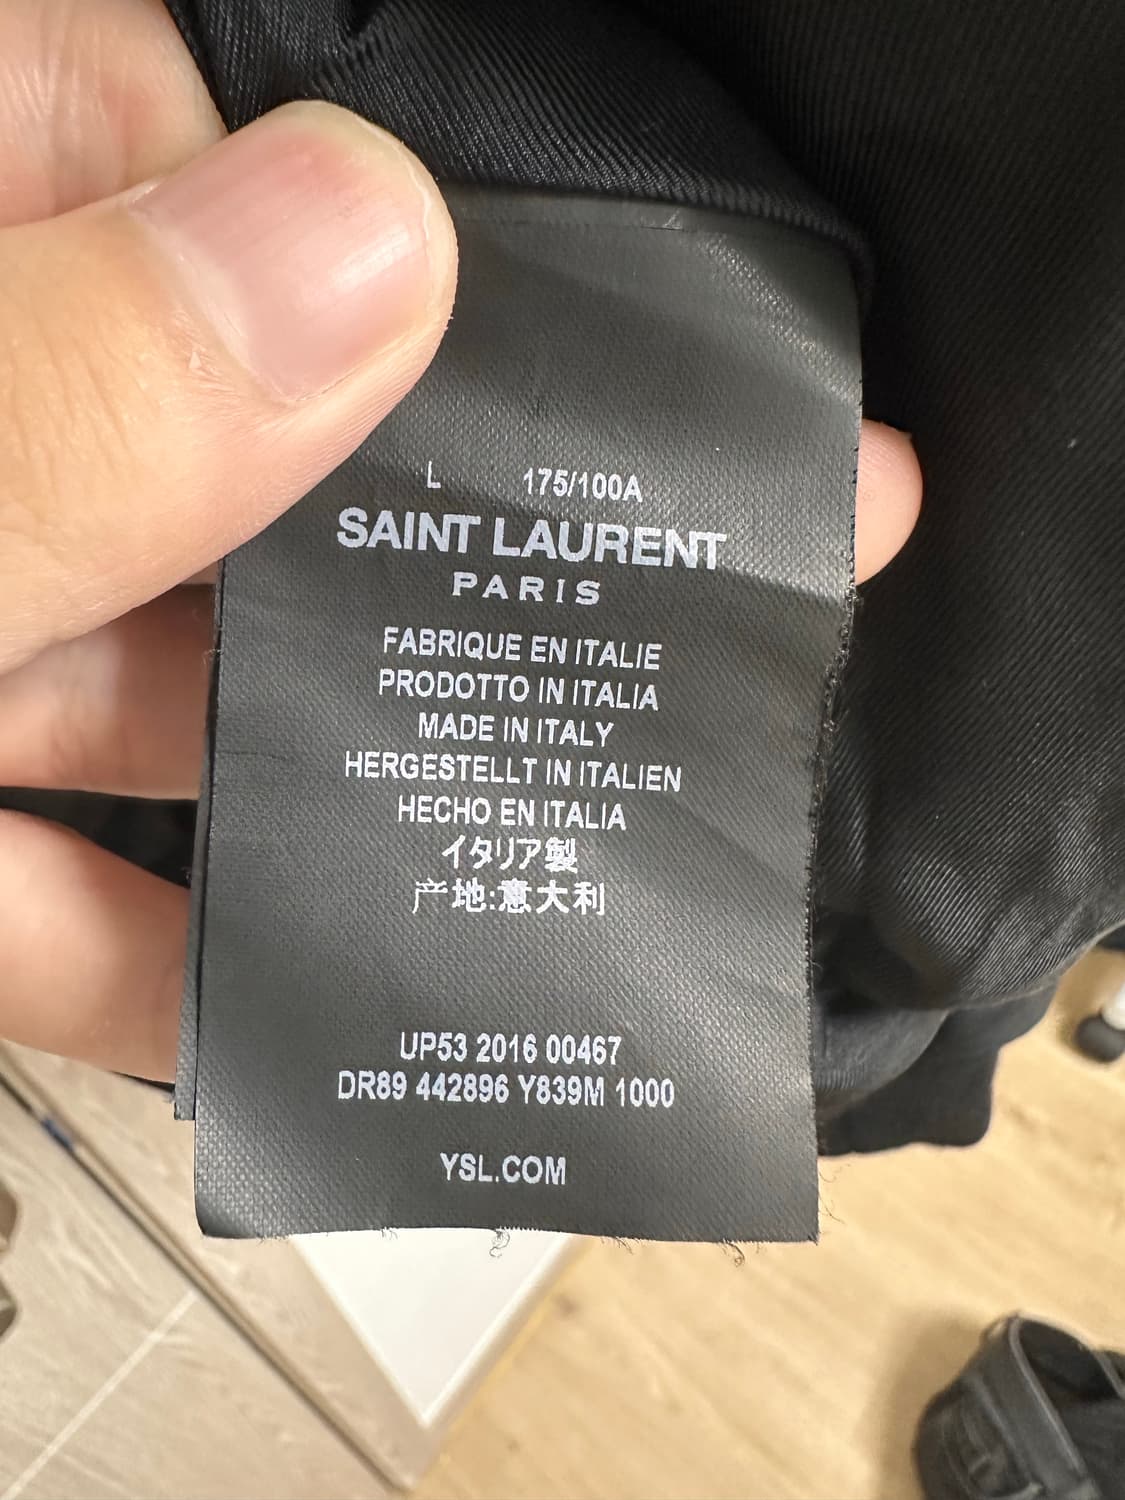 L 175/100A
SAINT LAURENT
PARIS
FABRIQUE EN ITALIE
PRODOTTO IN ITALIA
MADE IN ITALY
HERGESTELLT IN ITALIEN
HECHO EN ITALIA
イタリア製
产地:意大利
UP53 2016 00467
DR89 442896 Y839M 1000
YSL.COM